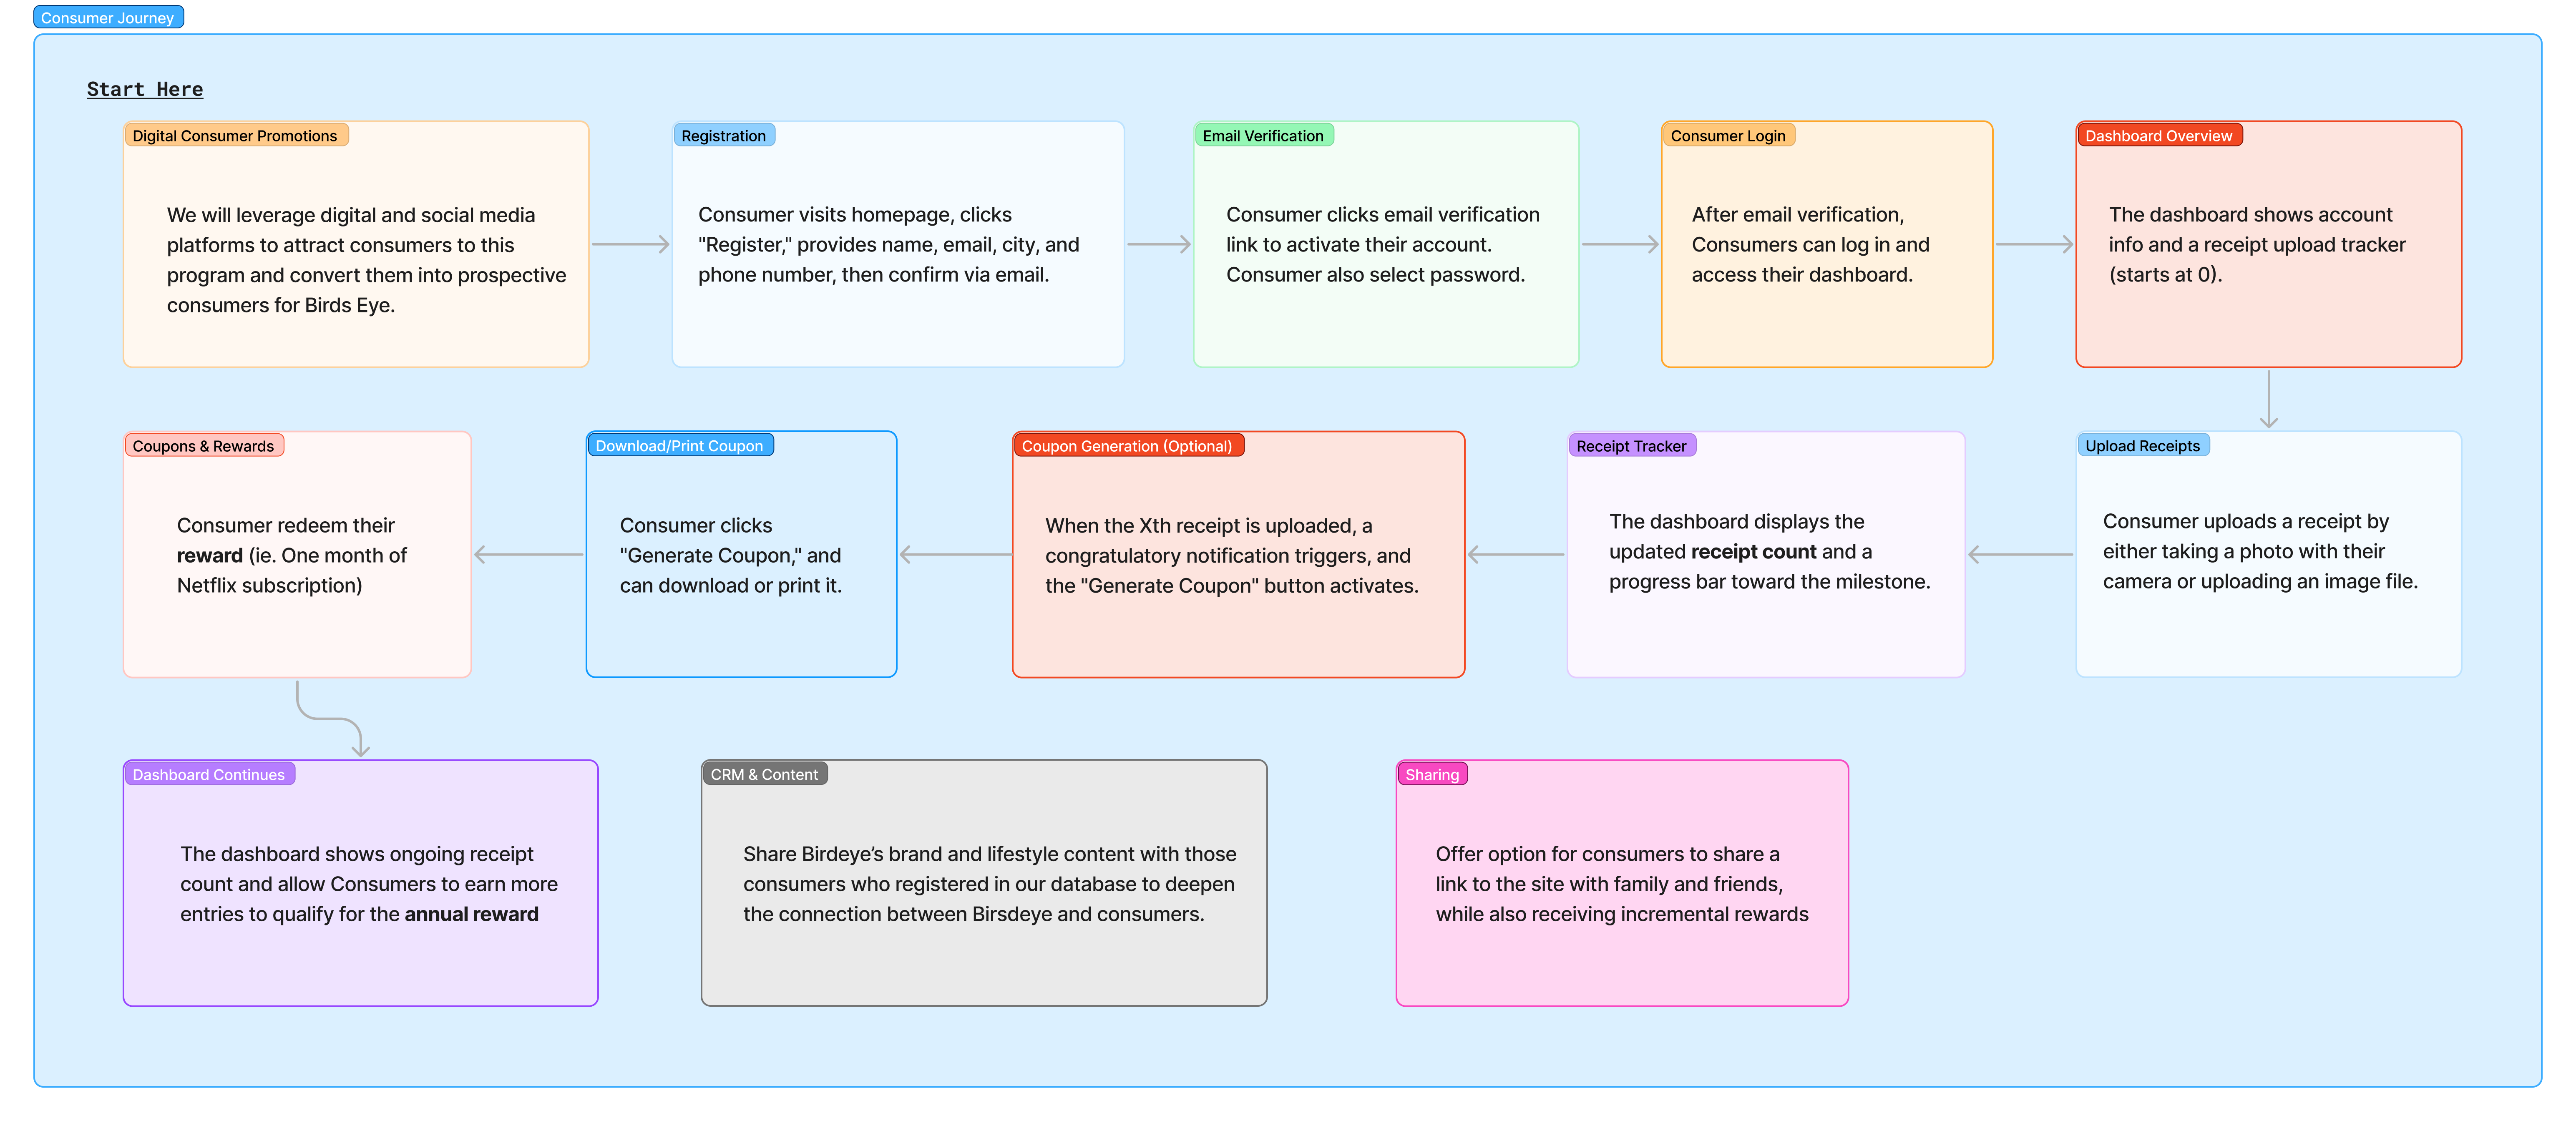 Consumer Journey
Start Here
Digital Consumer Promotions
We will leverage digital and social media
platforms to attract consumers to this
program and convert them into prospective
consumers for Birds Eye.
Registration
Consumer visits homepage, clicks
"Register," provides name, email, city, and
phone number, then confirm via email.
Email Verification
Consumer clicks email verification
link to activate their account.
Consumer also select password.
Consumer Login
After email verification,
Consumers can log in and
access their dashboard.
Dashboard Overview
The dashboard shows account
info and a receipt upload tracker
(starts at 0).
Upload Receipts
Consumer uploads a receipt by
either taking a photo with their
camera or uploading an image file.
Receipt Tracker
The dashboard displays the
updated receipt count and a
progress bar toward the milestone.
Coupon Generation (Optional)
When the Xth receipt is uploaded, a
congratulatory notification triggers, and
the "Generate Coupon" button activates.
Download/Print Coupon
Consumer clicks
"Generate Coupon," and
can download or print it.
Coupons & Rewards
Consumer redeem their
reward (ie. One month of
Netflix subscription)
Dashboard Continues
The dashboard shows ongoing receipt
count and allow Consumers to earn more
entries to qualify for the annual reward
CRM & Content
Share Birdeye’s brand and lifestyle content with those
consumers who registered in our database to deepen
the connection between Birsdeye and consumers.
Sharing
Offer option for consumers to share a
link to the site with family and friends,
while also receiving incremental rewards